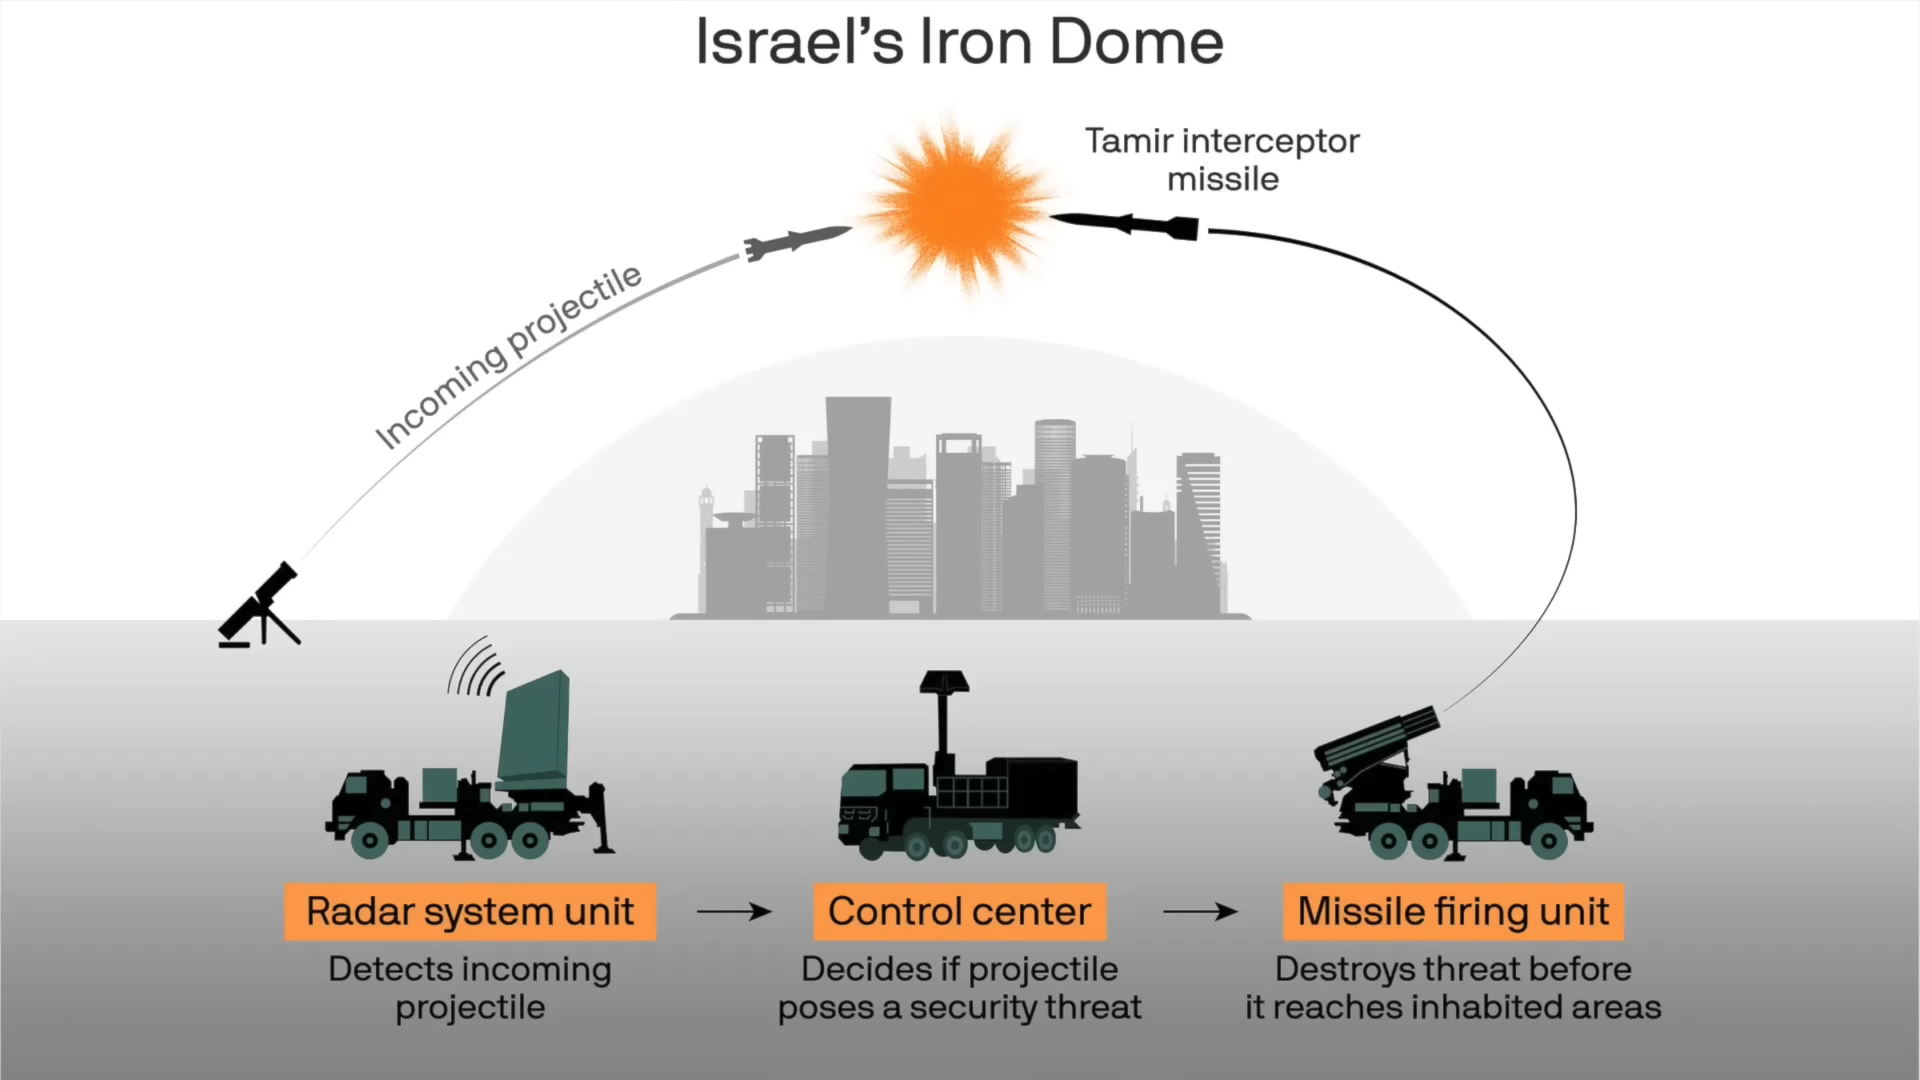 Israel's Iron Dome
Tamir interceptor
missile
Incoming projectile
Radar system unit
Detects incoming
projectile
Control center
Decides if projectile
poses a security threat
Missile firing unit
Destroys threat before
it reaches inhabited areas